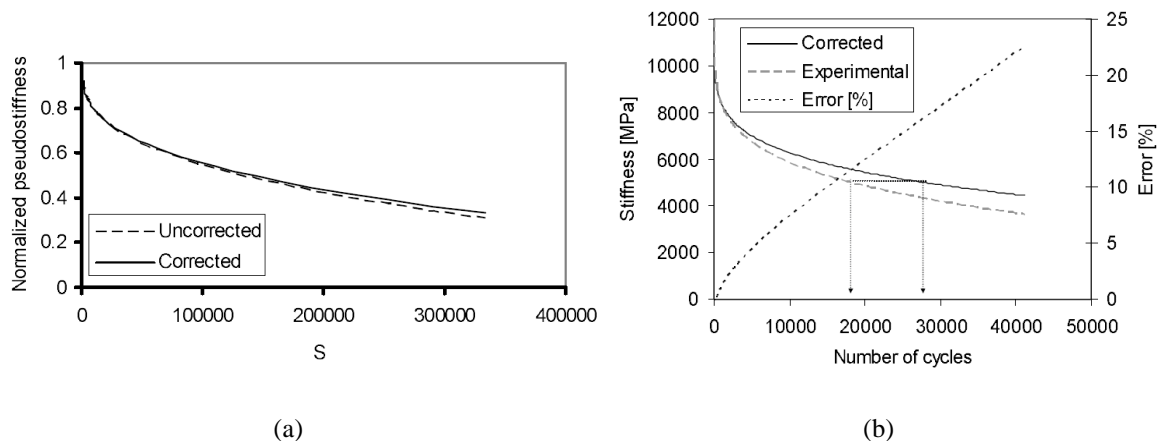 Normalized pseudostiffness
1
0.8
0.6
0.4
0.2
0
Uncorrected
Corrected
0
100000
200000
300000
400000
S
(a)
Stiffness [MPa]
12000
10000
8000
6000
4000
2000
0
Corrected
Experimental
Error [%]
25
20
15
10
5
0
Error [%]
0
10000
20000
30000
40000
50000
Number of cycles
(b)